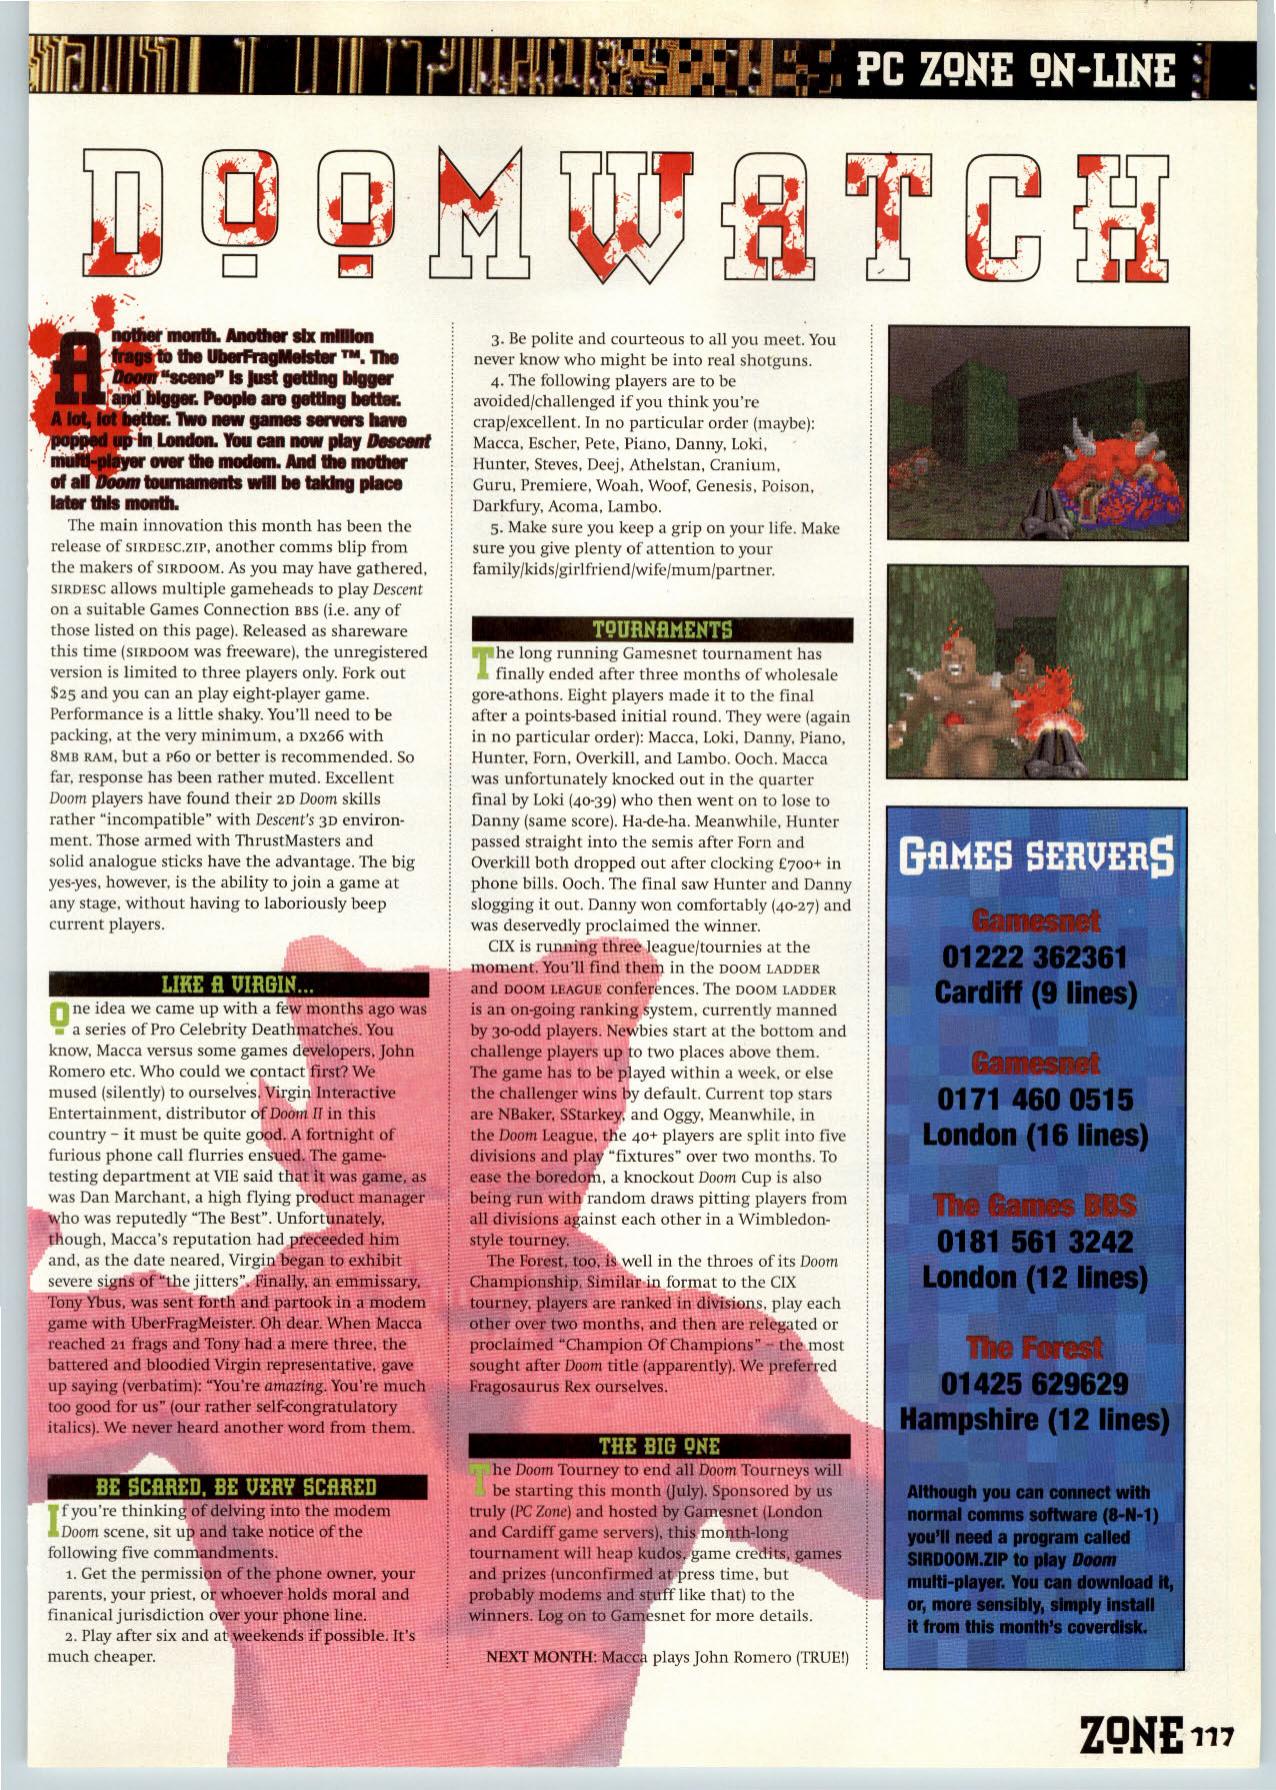 PC ZONE ON-LINE
DOOMWATCH
Another month. Another six million
frags to the UberFragMeister ™. The
Doom "scene" is just getting bigger
and bigger. People are getting better.
A lot, lot better. Two new games servers have
popped up in London. You can now play Descent
multi-player over the modem. And the mother
of all Doom tournaments will be taking place
later this month.
The main innovation this month has been the
release of SIRDESC.ZIP, another comms blip from
the makers of SIRDOOM. As you may have gathered,
SIRDESC allows multiple gameheads to play Descent
on a suitable Games Connection BBS (i.e. any of
those listed on this page). Released as shareware
this time (SIRDOOM was freeware), the unregistered
version is limited to three players only. Fork out
$25 and you can an play eight-player game.
Performance is a little shaky. You'll need to be
packing, at the very minimum, a DX266 with
8MB RAM, but a P60 or better is recommended. So
far, response has been rather muted. Excellent
Doom players have found their 2D Doom skills
rather "incompatible" with Descent's 3D environ-
ment. Those armed with ThrustMasters and
solid analogue sticks have the advantage. The big
yes-yes, however, is the ability to join a game at
any stage, without having to laboriously beep
current players.
LIKE A VIRGIN...
One idea we came up with a few months ago was
a series of Pro Celebrity Deathmatches. You
know, Macca versus some games developers, John
Romero etc. Who could we contact first? We
mused (silently) to ourselves. Virgin Interactive
Entertainment, distributor of Doom II in this
country – it must be quite good. A fortnight of
furious phone call flurries ensued. The game-
testing department at VIE said that it was game, as
was Dan Marchant, a high flying product manager
who was reputedly "The Best". Unfortunately,
though, Macca's reputation had preceeded him
and, as the date neared, Virgin began to exhibit
severe signs of "the jitters". Finally, an emmissary,
Tony Ybus, was sent forth and partook in a modem
game with UberFragMeister. Oh dear. When Macca
reached 21 frags and Tony had a mere three, the
battered and bloodied Virgin representative, gave
up saying (verbatim): "You're amazing. You're much
too good for us" (our rather self-congratulatory
italics). We never heard another word from them.
BE SCARED, BE VERY SCARED
If you're thinking of delving into the modem
Doom scene, sit up and take notice of the
following five commandments.
1. Get the permission of the phone owner, your
parents, your priest, or whoever holds moral and
finanical jurisdiction over your phone line.
2. Play after six and at weekends if possible. It's
much cheaper.
3. Be polite and courteous to all you meet. You
never know who might be into real shotguns.
4. The following players are to be
avoided/challenged if you think you're
crap/excellent. In no particular order (maybe):
Macca, Escher, Pete, Piano, Danny, Loki,
Hunter, Steves, Deej, Athelstan, Cranium,
Guru, Premiere, Woah, Woof, Genesis, Poison,
Darkfury, Acoma, Lambo.
5. Make sure you keep a grip on your life. Make
sure you give plenty of attention to your
family/kids/girlfriend/wife/mum/partner.
TOURNAMENTS
The long running Gamesnet tournament has
finally ended after three months of wholesale
gore-athons. Eight players made it to the final
after a points-based initial round. They were (again
in no particular order): Macca, Loki, Danny, Piano,
Hunter, Forn, Overkill, and Lambo. Ooch. Macca
was unfortunately knocked out in the quarter
final by Loki (40-39) who then went on to lose to
Danny (same score). Ha-de-ha. Meanwhile, Hunter
passed straight into the semis after Forn and
Overkill both dropped out after clocking £700+ in
phone bills. Ooch. The final saw Hunter and Danny
slogging it out. Danny won comfortably (40-27) and
was deservedly proclaimed the winner.
CIX is running three league/tournies at the
moment. You'll find them in the DOOM LADDER
and DOOM LEAGUE conferences. The DOOM LADDER
is an on-going ranking system, currently manned
by 30-odd players. Newbies start at the bottom and
challenge players up to two places above them.
The game has to be played within a week, or else
the challenger wins by default. Current top stars
are NBaker, SStarkey, and Oggy, Meanwhile, in
the Doom League, the 40+ players are split into five
divisions and play "fixtures" over two months. To
ease the boredom, a knockout Doom Cup is also
being run with random draws pitting players from
all divisions against each other in a Wimbledon-
style tourney.
The Forest, too, is well in the throes of its Doom
Championship. Similar in format to the CIX
tourney, players are ranked in divisions, play each
other over two months, and then are relegated or
proclaimed "Champion Of Champions" – the most
sought after Doom title (apparently). We preferred
Fragosaurus Rex ourselves.
THE BIG ONE
The Doom Tourney to end all Doom Tourneys will
be starting this month (July). Sponsored by us
truly (PC Zone) and hosted by Gamesnet (London
and Cardiff game servers), this month-long
tournament will heap kudos, game credits, games
and prizes (unconfirmed at press time, but
probably modems and stuff like that) to the
winners. Log on to Gamesnet for more details.
NEXT MONTH: Macca plays John Romero (TRUE!)
GAMES SERVERS
Gamesnet
01222 362361
Cardiff (9 lines)
Gamesnet
0171 460 0515
London (16 lines)
The Games BBS
0181 561 3242
London (12 lines)
The Forest
01425 629629
Hampshire (12 lines)
Although you can connect with
normal comms software (8-N-1)
you'll need a program called
SIRDOOM.ZIP to play Doom
multi-player. You can download it,
or, more sensibly, simply install
it from this month's coverdisk.
ZONE 117